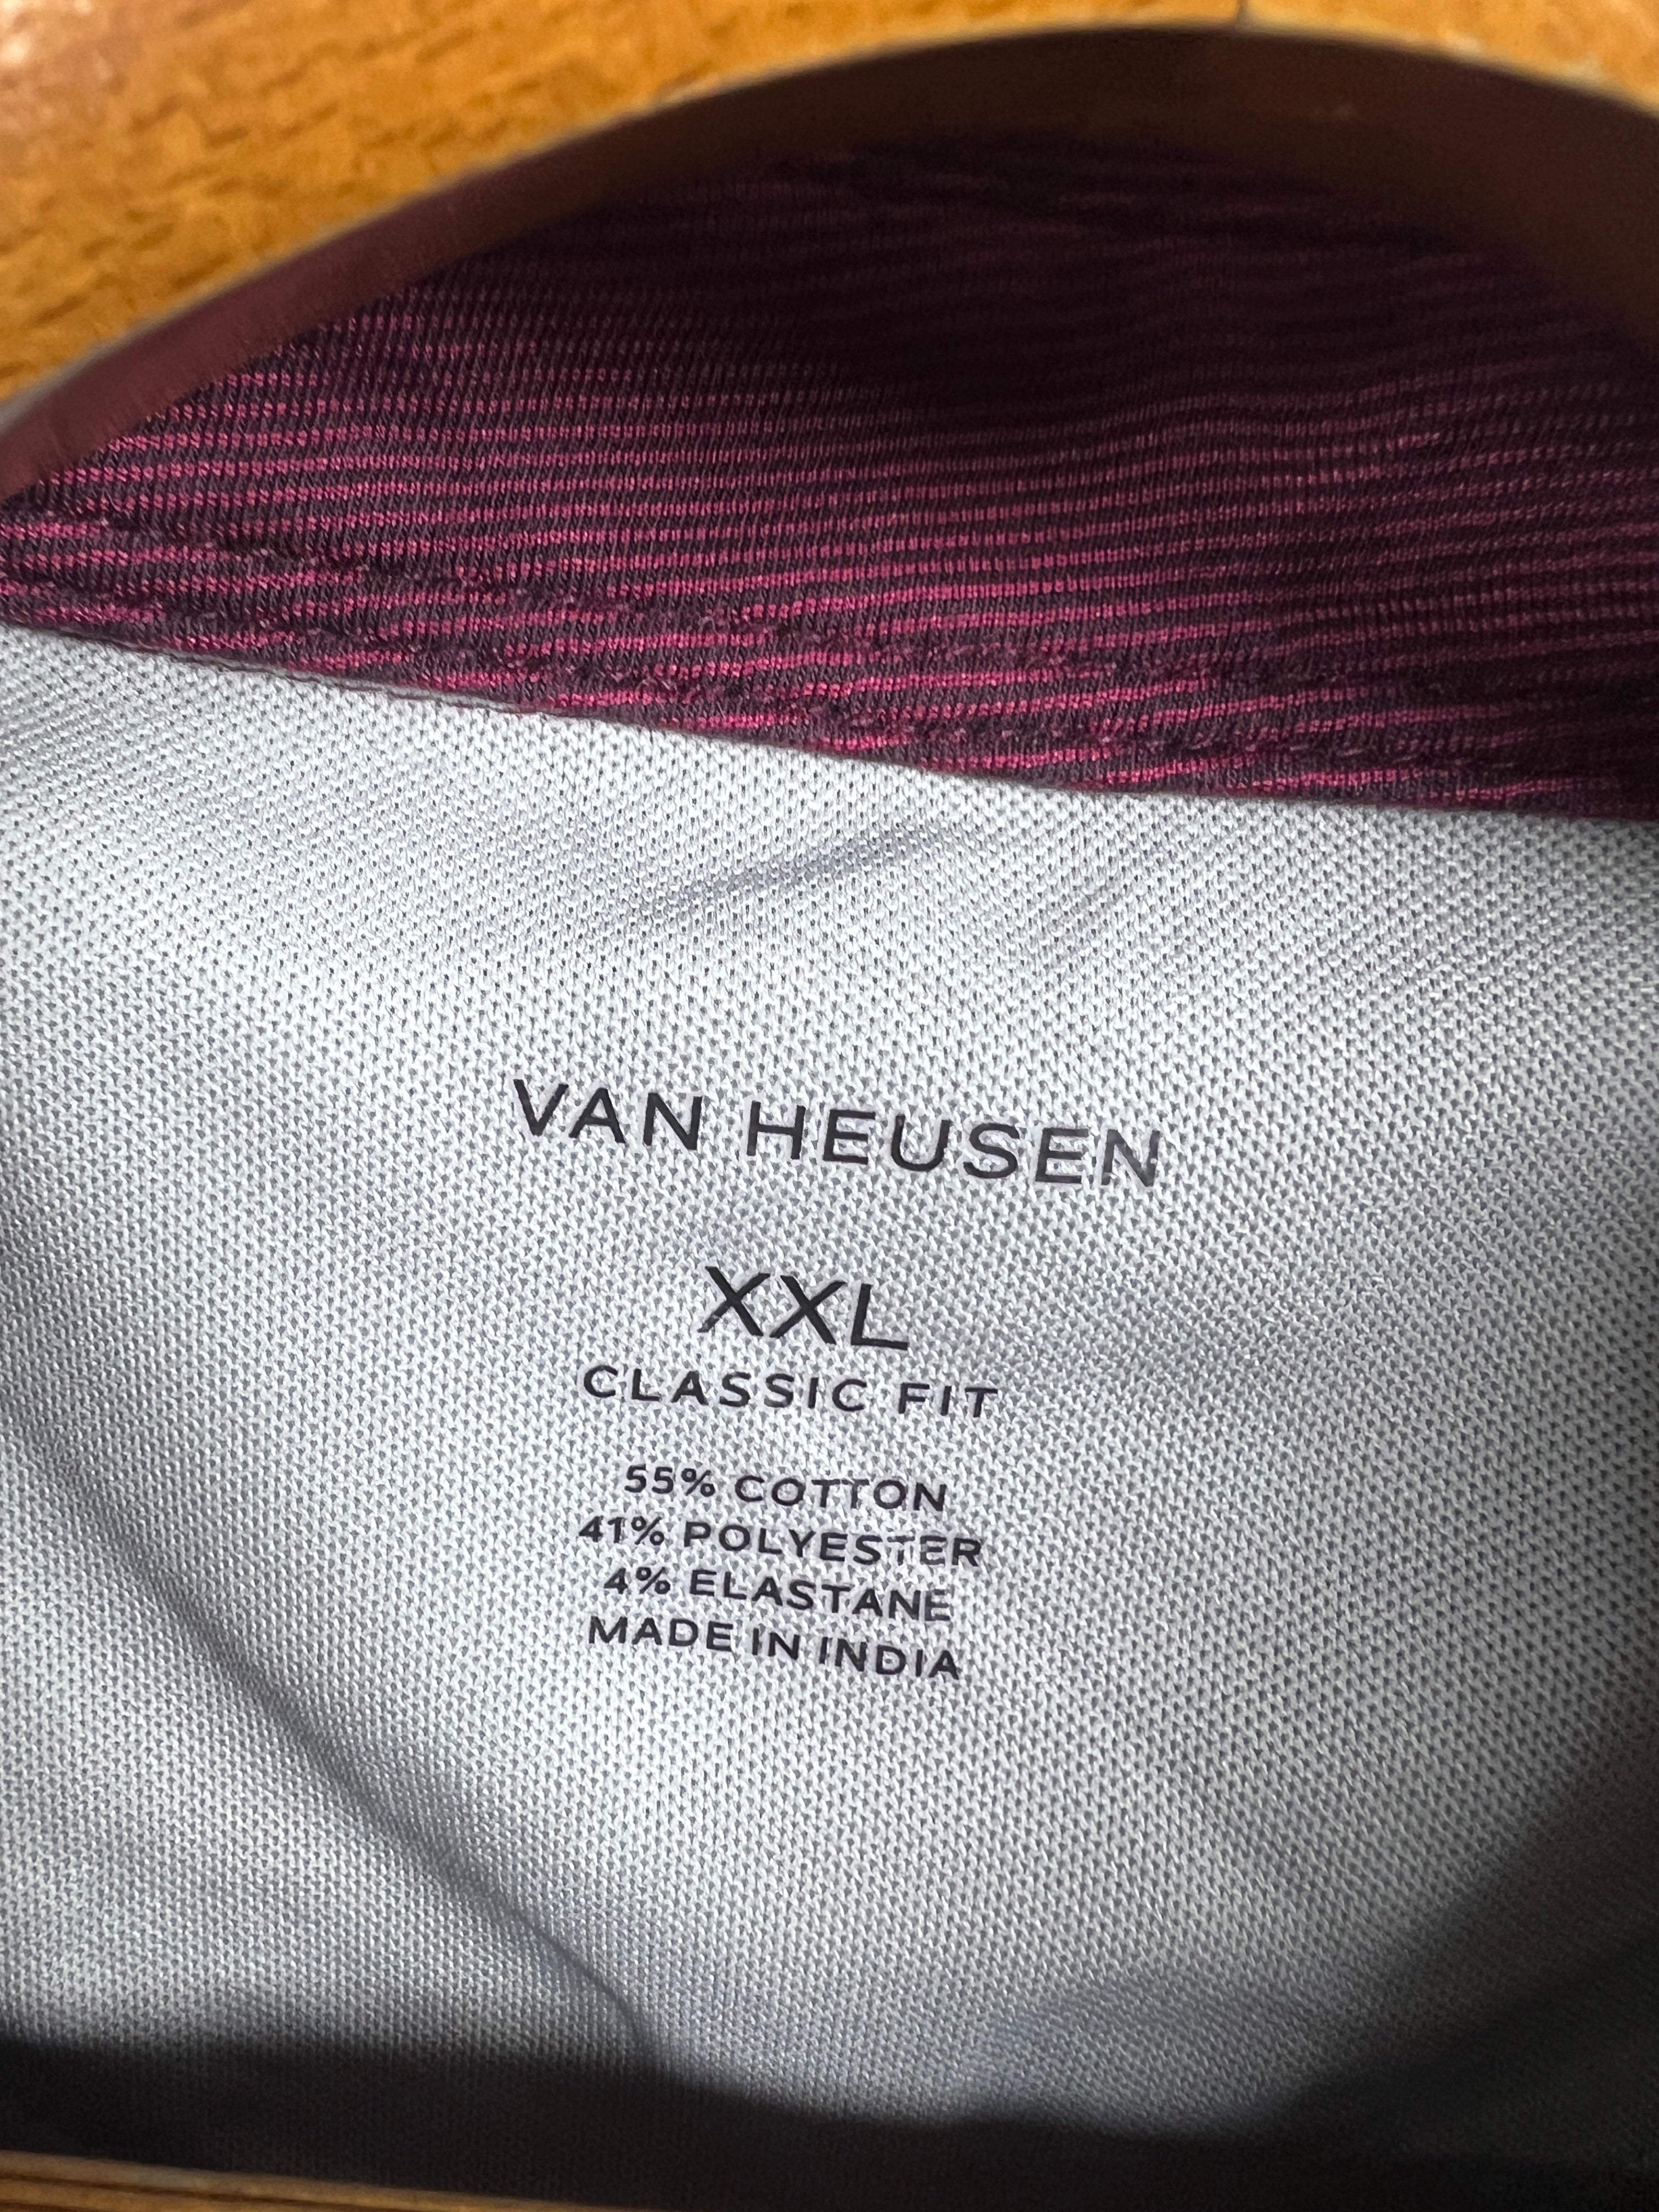 VAN HEUSEN
XXL
CLASSIC FIT
55% COTTON
41% POLYESTER
4% ELASTANE
MADE IN INDIA